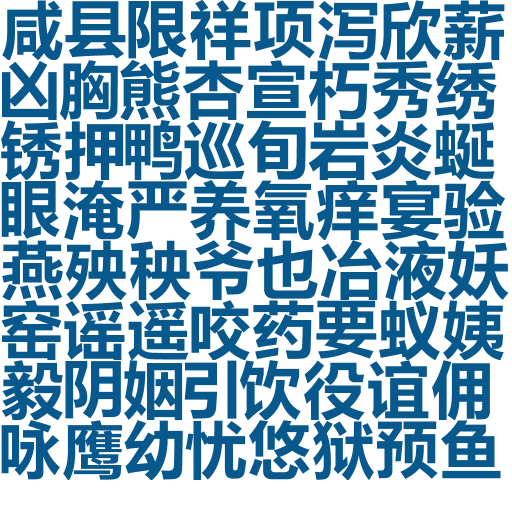 咸县限祥项泻欣薪
凶胸熊杏宣朽秀绣
锈押鸭巡旬岩炎蜒
眼淹严养氧痒宴验
燕殃秧爷也冶液妖
窑谣遥咬药要蚁姨
毅阴姻引饮役谊佣
咏鹰幼忧悠狱预鱼